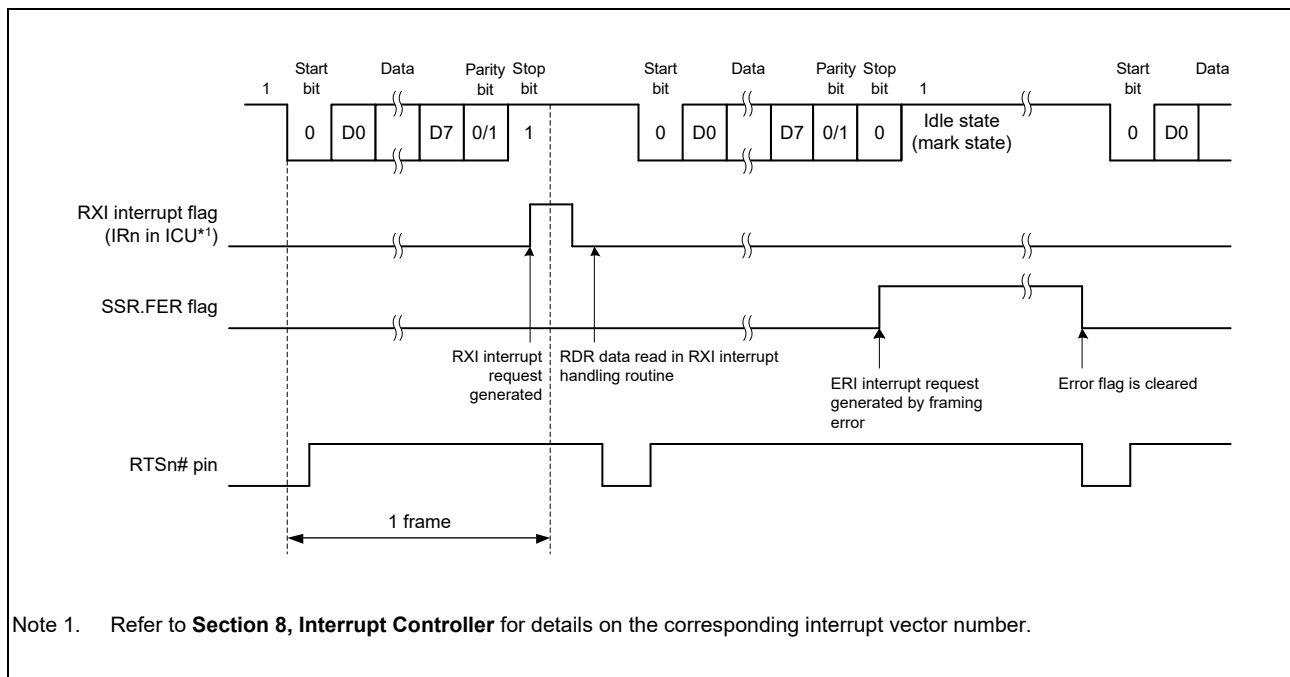 1
Start
bit
Data
Parity
bit
Stop
bit
Start
bit
Data
Parity
bit
Stop
bit
1
Start
bit
Data
0 D0 D7 0/1 1 0 D0 D7 0/1 0 Idle state
(mark state) 0 D0
RXI interrupt flag
(IRn in ICU*1)
SSR.FER flag
RXI interrupt
request
generated
RDR data read in RXI interrupt
handling routine
ERI interrupt request
generated by framing
error
Error flag is cleared
RTSn# pin
1 frame
Note 1. Refer to Section 8, Interrupt Controller for details on the corresponding interrupt vector number.